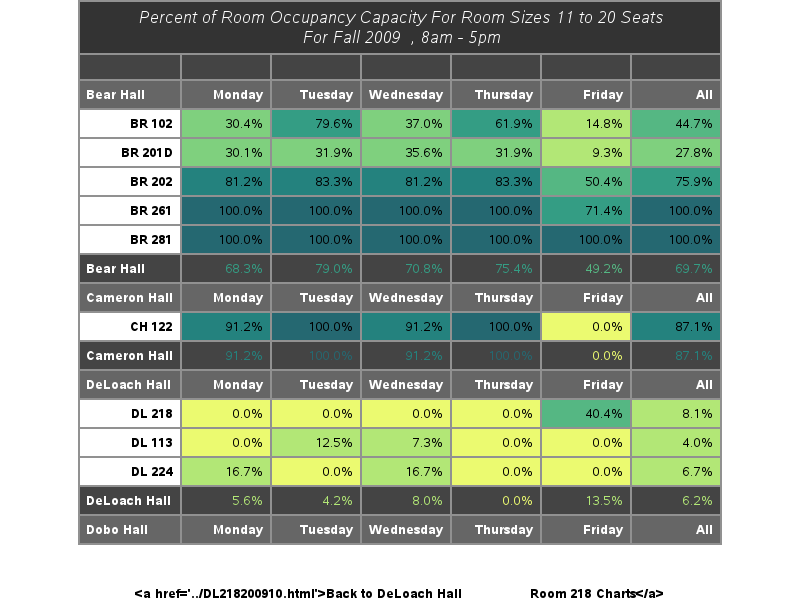 Percent of Room Occupancy Capacity For Room Sizes 11 to 20 Seats
For Fall 2009 , 8am - 5pm
Bear Hall Monday Tuesday Wednesday Thursday Friday All
BR 102 30.4% 79.6% 37.0% 61.9% 14.8% 44.7%
BR 201D 30.1% 31.9% 35.6% 31.9% 9.3% 27.8%
BR 202 81.2% 83.3% 81.2% 83.3% 50.4% 75.9%
BR 261 100.0% 100.0% 100.0% 100.0% 71.4% 100.0%
BR 281 100.0% 100.0% 100.0% 100.0% 100.0% 100.0%
Bear Hall 68.3% 79.0% 70.8% 75.4% 49.2% 69.7%
Cameron Hall Monday Tuesday Wednesday Thursday Friday All
CH 122 91.2% 100.0% 91.2% 100.0% 0.0% 87.1%
Cameron Hall 91.2% 100.0% 91.2% 100.0% 0.0% 87.1%
DeLoach Hall Monday Tuesday Wednesday Thursday Friday All
DL 218 0.0% 0.0% 0.0% 0.0% 40.4% 8.1%
DL 113 0.0% 12.5% 7.3% 0.0% 0.0% 4.0%
DL 224 16.7% 0.0% 16.7% 0.0% 0.0% 6.7%
DeLoach Hall 5.6% 4.2% 8.0% 0.0% 13.5% 6.2%
Dobo Hall Monday Tuesday Wednesday Thursday Friday All
<a href='../DL218200910.html'>Back to DeLoach Hall Room 218 Charts</a>